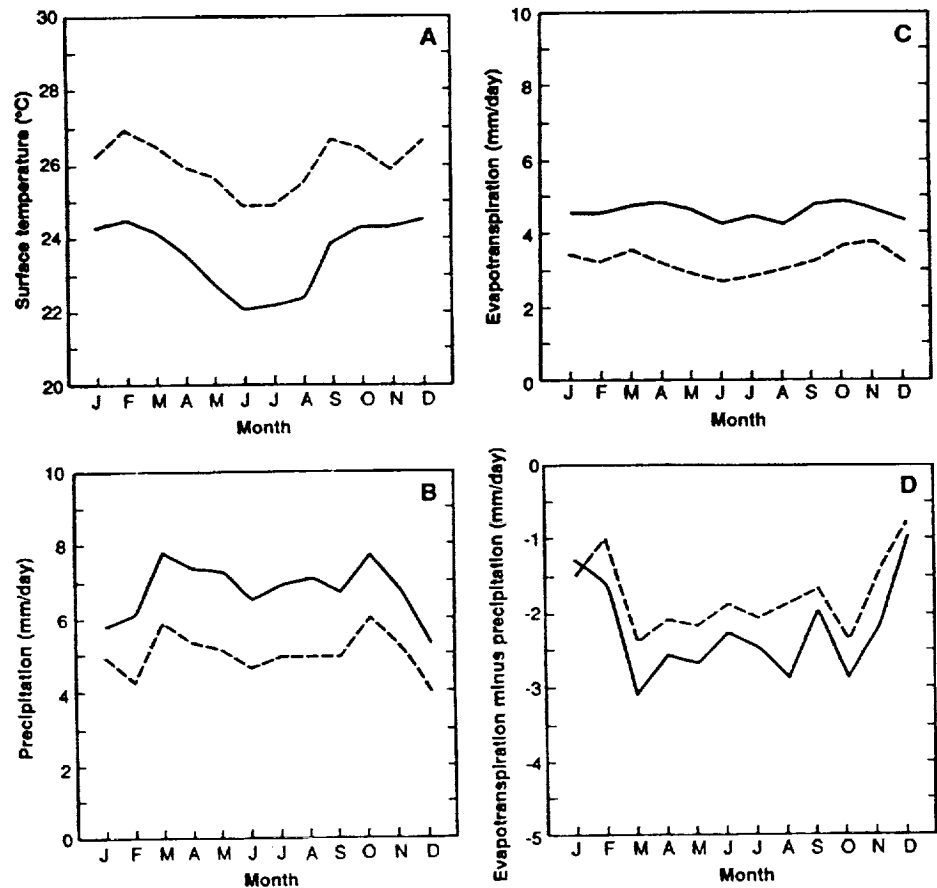 A
30
28
26
24
22
20
Surface temperature (°C)
J F M A M J J A S O N D
Month
C
10
8
6
4
2
0
Evapotranspiration (mm/day)
J F M A M J J A S O N D
Month
B
10
8
6
4
2
0
Precipitation (mm/day)
J F M A M J J A S O N D
Month
D
0
-1
-2
-3
-4
-5
Evapotranspiration minus precipitation (mm/day)
J F M A M J J A S O N D
Month